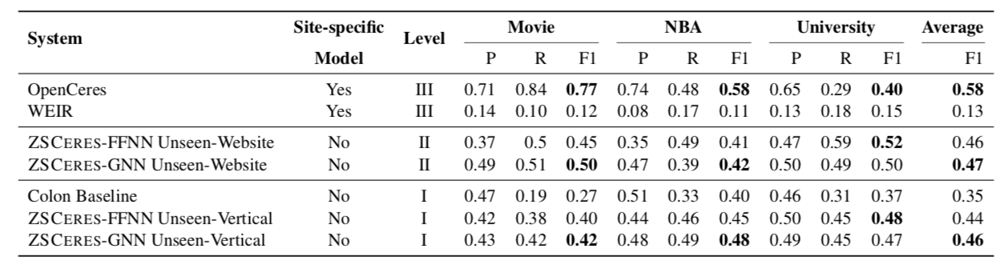 System Site-specific Model Level Movie NBA University Average
P R F1 P R F1 P R F1 F1
OpenCeres Yes III 0.71 0.84 0.77 0.74 0.48 0.58 0.65 0.29 0.40 0.58
WEIR Yes III 0.14 0.10 0.12 0.08 0.17 0.11 0.13 0.18 0.15 0.13
ZSCERES-FFNN Unseen-Website No II 0.37 0.5 0.45 0.35 0.49 0.41 0.47 0.59 0.52 0.46
ZSCERES-GNN Unseen-Website No II 0.49 0.51 0.50 0.47 0.39 0.42 0.50 0.49 0.50 0.47
Colon Baseline No I 0.47 0.19 0.27 0.51 0.33 0.40 0.46 0.31 0.37 0.35
ZSCERES-FFNN Unseen-Vertical No I 0.42 0.38 0.40 0.44 0.46 0.45 0.50 0.45 0.48 0.44
ZSCERES-GNN Unseen-Vertical No I 0.43 0.42 0.42 0.48 0.49 0.48 0.49 0.45 0.47 0.46